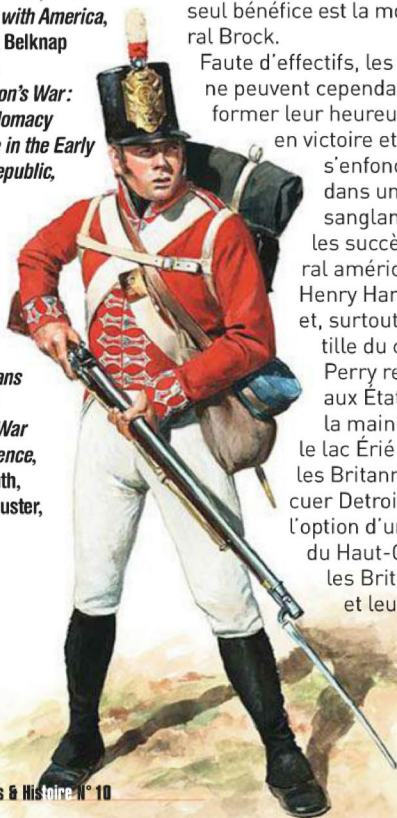 with America,
Belknap
on's War :
lomacy
in the Early
epublic,
ans
War
ence,
th,
uster,
seul bénéfice est la mo
ral Brock.
Faute d'effectifs, les
ne peuvent cependa
former leur heureu
en victoire et
s'enfonc
dans un
sanglan
les succè
ral améric
Henry Har
et, surtout
tille du c
Perry re
aux État
la main
le lac Érié
les Britann
cuer Detroi
l'option d'ur
du Haut-C
les Brit
et leu
s & Histoire N° 10